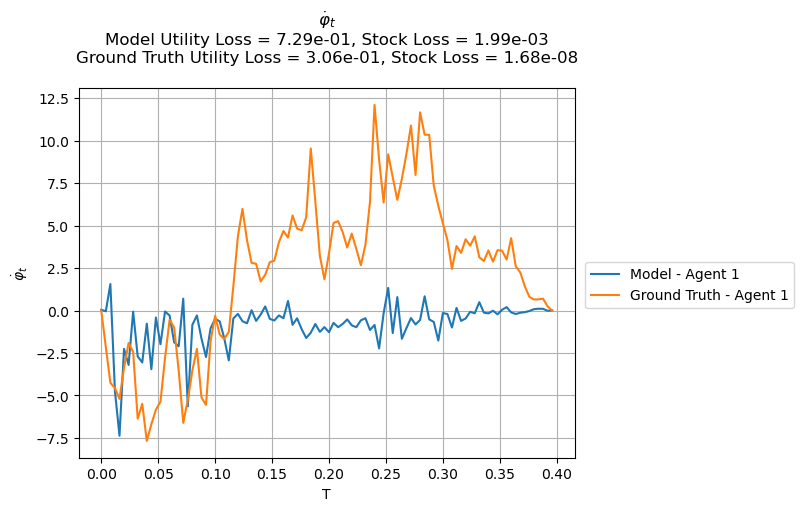 φ̇ₜ
Model Utility Loss = 7.29e-01, Stock Loss = 1.99e-03
Ground Truth Utility Loss = 3.06e-01, Stock Loss = 1.68e-08
12.5
10.0
7.5
5.0
2.5
0.0
−2.5
−5.0
−7.5
φ̇ₜ
0.00 0.05 0.10 0.15 0.20 0.25 0.30 0.35 0.40
T
Model - Agent 1
Ground Truth - Agent 1